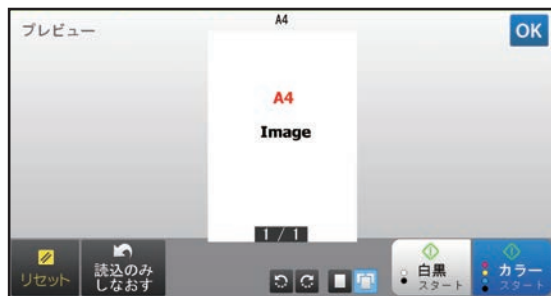 プレビュー
A4
OK
A4
Image
1 / 1
リセット
読込のみ
しなおす
白黒
スタート
カラー
スタート